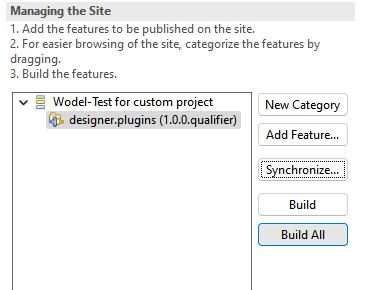 Managing the Site
1. Add the features to be published on the site.
2. For easier browsing of the site, categorize the features by
dragging.
3. Build the features.
Wodel-Test for custom project
designer.plugins (1.0.0.qualifier)
New Category
Add Feature...
Synchronize...
Build
Build All